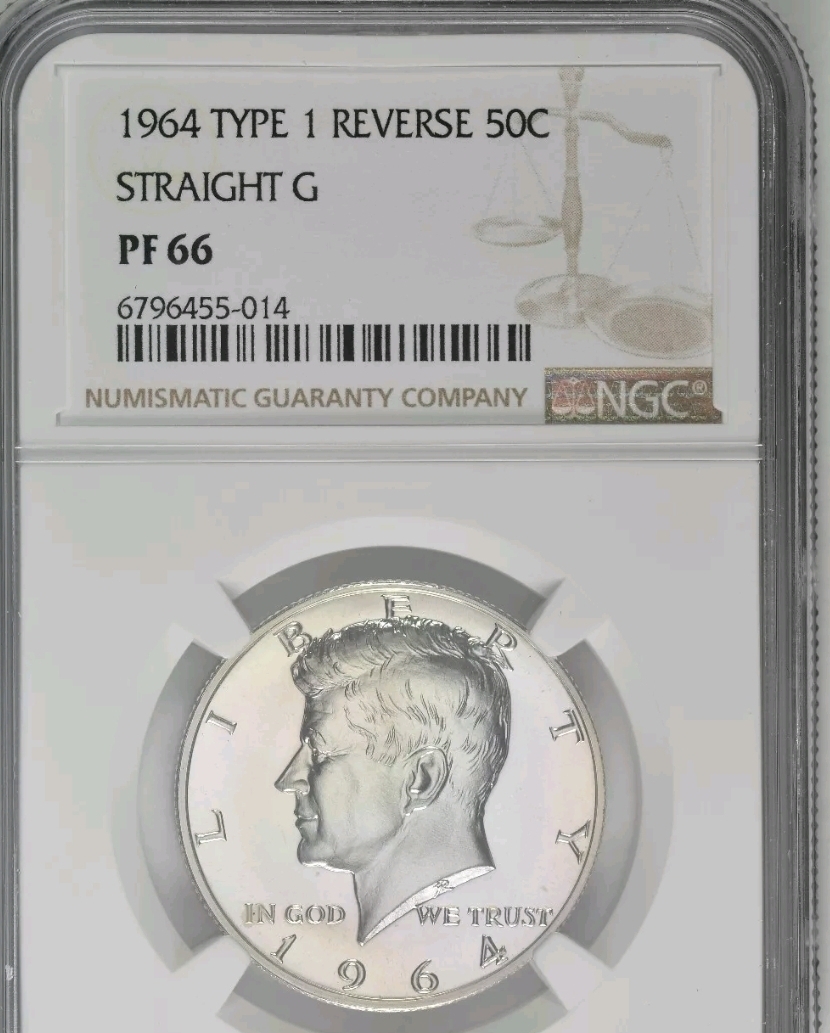 1964 TYPE 1 REVERSE 50C
STRAIGHT G
PF 66
6796455-014
NUMISMATIC GUARANTY COMPANY
NGC®
LIBERTY
IN GOD WE TRUST
1964